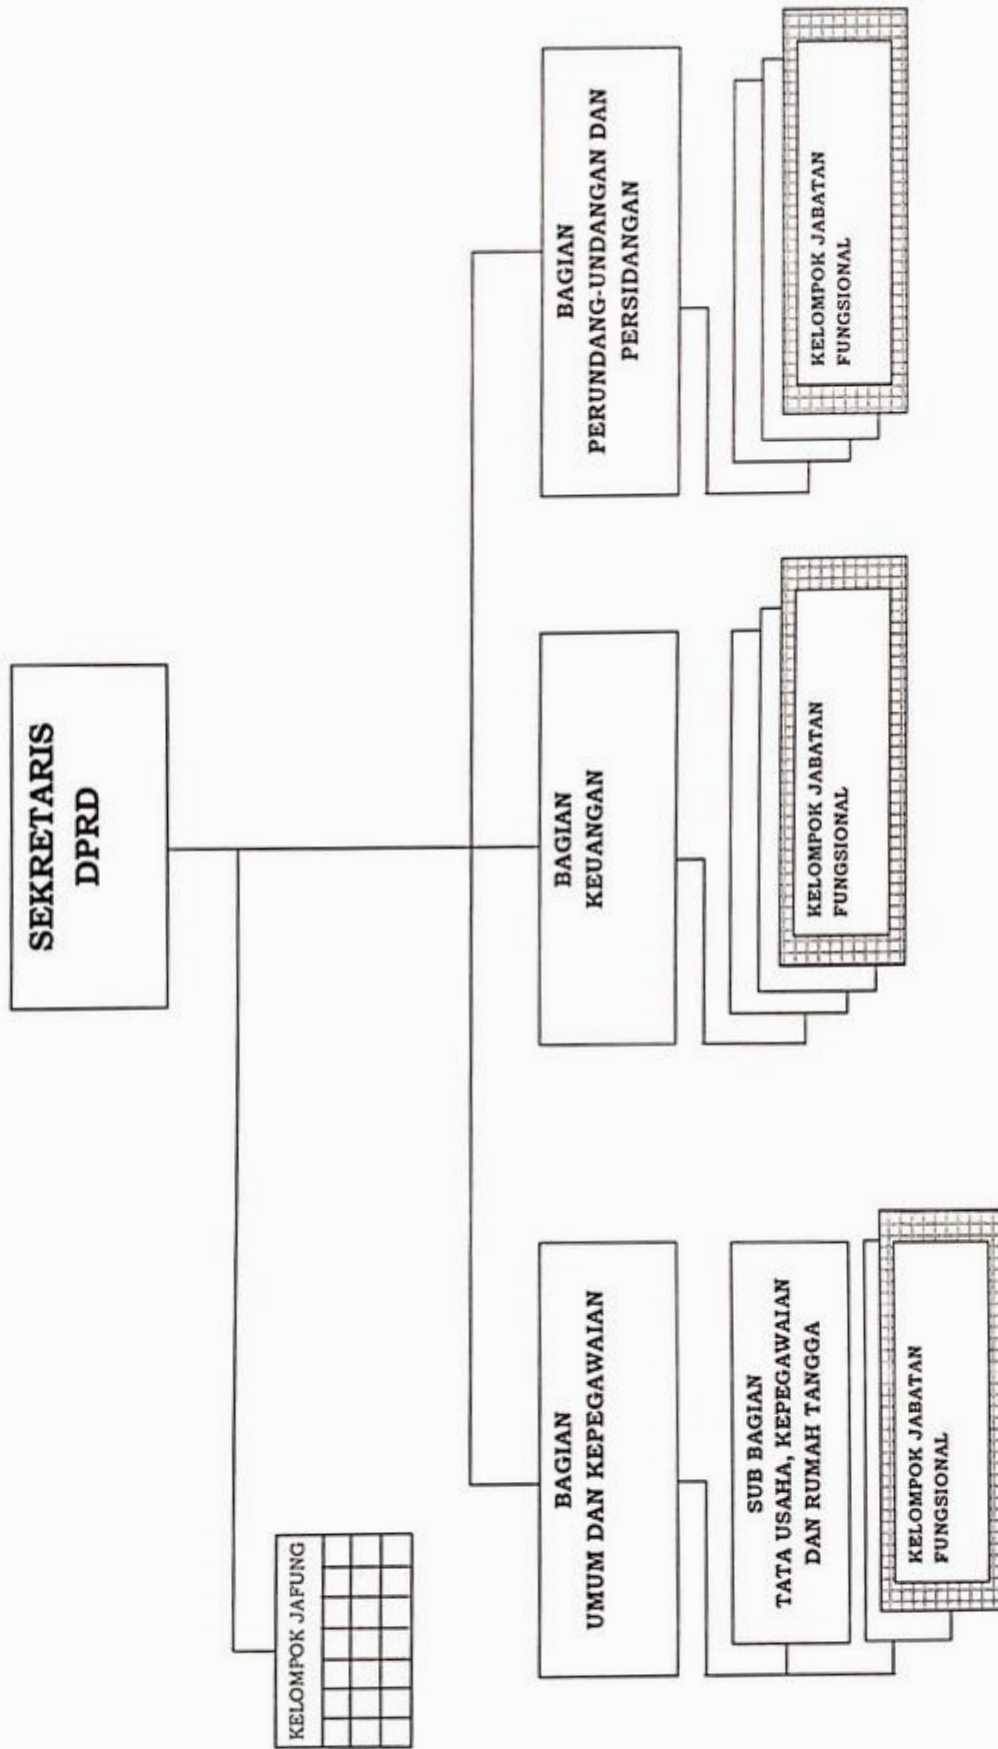 SEKRETARIS
DPRD
KELOMPOK JAFUNG
BAGIAN
UMUM DAN KEPEGAWAIAN
SUB BAGIAN
TATA USAHA, KEPEGAWAIAN
DAN RUMAH TANGGA
KELOMPOK JABATAN
FUNGSIONAL
BAGIAN
KEUANGAN
KELOMPOK JABATAN
FUNGSIONAL
BAGIAN
PERUNDANG-UNDANGAN DAN
PERSIDANGAN
KELOMPOK JABATAN
FUNGSIONAL